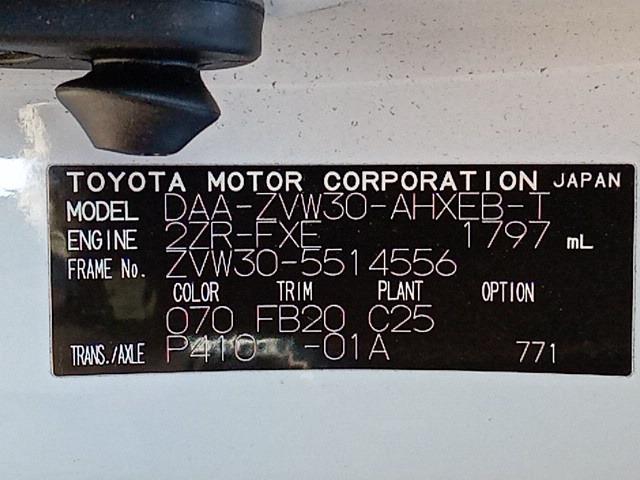 TOYOTA MOTOR CORPORATION JAPAN
MODEL DAA-ZVW30-AHXEB-T
ENGINE 2ZR-FXE 1797 mL
FRAME No. ZVW30-5514556
COLOR TRIM PLANT OPTION
070 FB20 C25
TRANS./AXLE P410 -01A 771